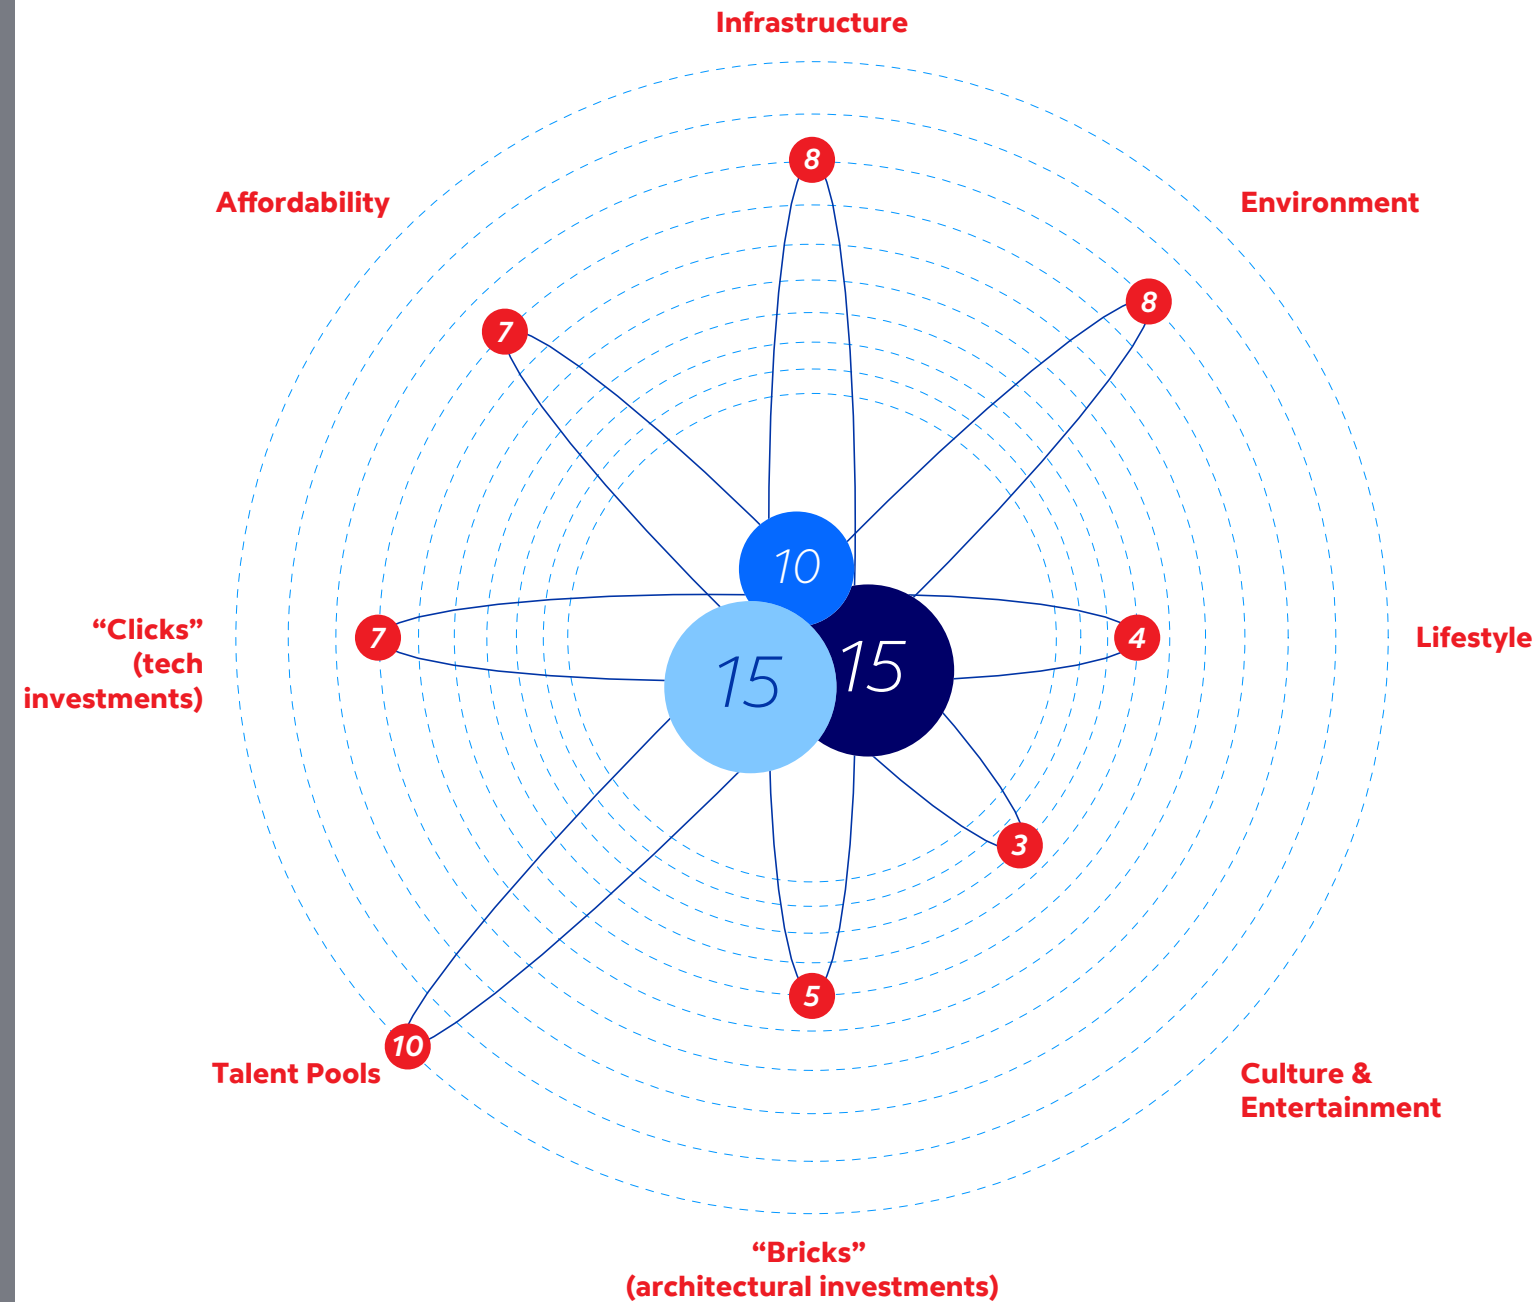 Infrastructure
8
Affordability
Environment
8
7
10
“Clicks”
(tech
investments)
7
15
15
4
Lifestyle
3
5
10
Talent Pools
Culture &
Entertainment
“Bricks”
(architectural investments)